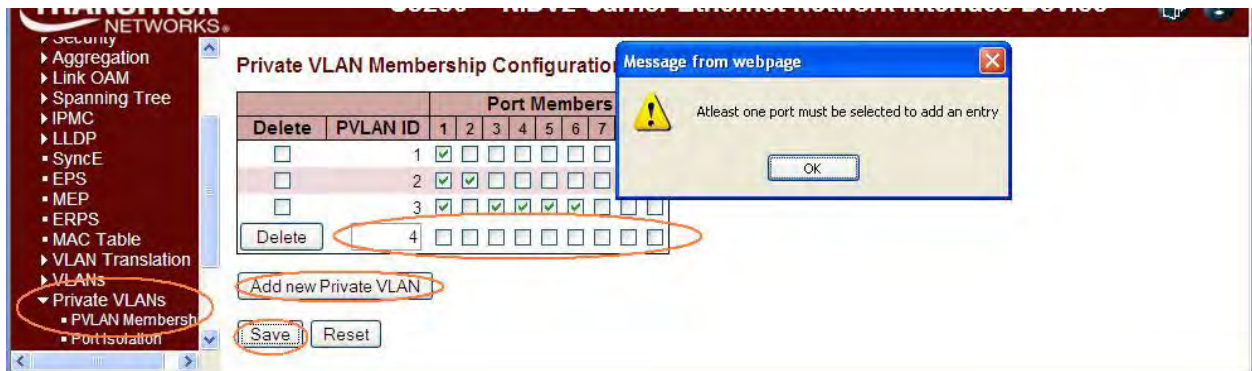 NETWORKS®
Security
Aggregation
Link OAM
Spanning Tree
IPMC
LLDP
SyncE
EPS
MEP
ERPS
MAC Table
VLAN Translation
VLANs
Private VLANs
PVLAN Membersh
Port Isolation
Private VLAN Membership Configuration
Port Members
Delete PVLAN ID 1 2 3 4 5 6 7
1
2
3
Delete 4
Add new Private VLAN
Save Reset
Message from webpage
Atleast one port must be selected to add an entry
OK